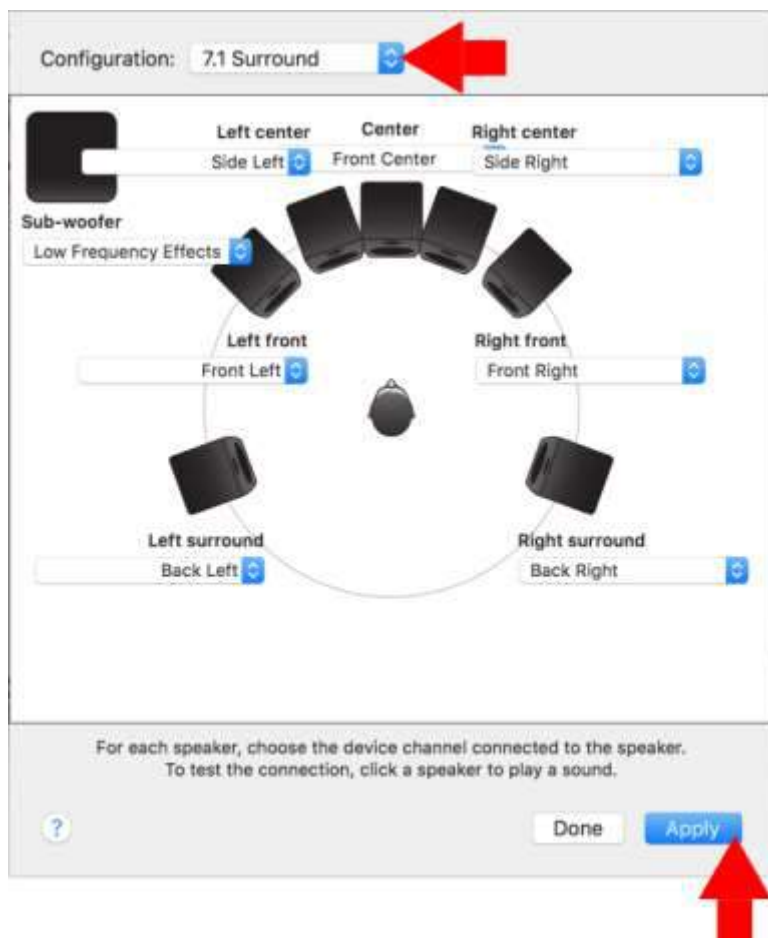 Configuration: 7.1 Surround
Left center Center Right center
Side Left Front Center Side Right
Sub-woofer
Low Frequency Effects
Left front Right front
Front Left Front Right
Left surround Right surround
Back Left Back Right
For each speaker, choose the device channel connected to the speaker.
To test the connection, click a speaker to play a sound.
? Done Apply